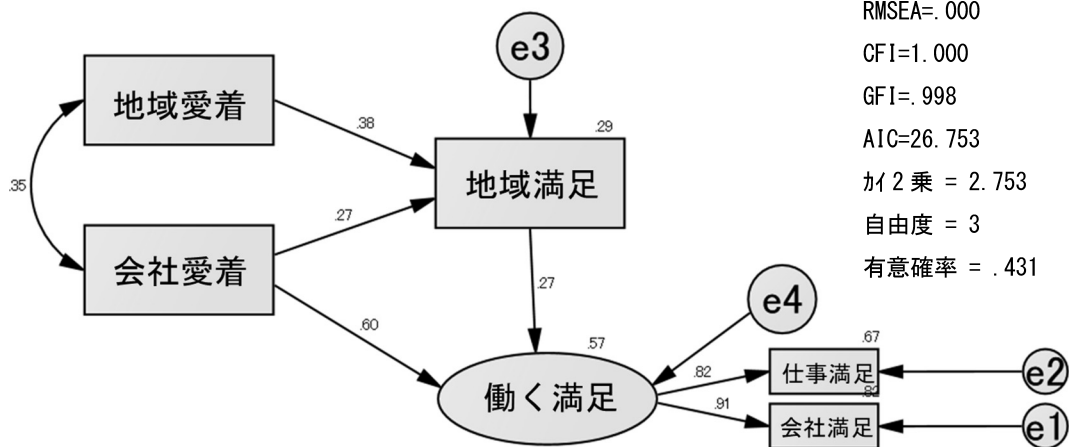 RMSEA=.000
CFI=1.000
GFI=.998
AIC=26.753
ｶｲ2乗 = 2.753
自由度 = 3
有意確率 = .431
e3
地域愛着
.38
.29
地域満足
.35
.27
会社愛着
.27
e4
.60
.57
働く満足
.67
.82
仕事満足
e2
.82
.91
会社満足
e1